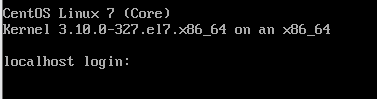 CentOS Linux 7 (Core)
Kernel 3.10.0-327.el7.x86_64 on an x86_64
localhost login: